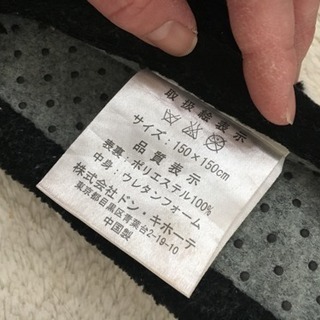 取扱絵表示
サイズ：150×150cm
品質表示
表裏：ポリエステル100%
中身：ウレタンフォーム
株式会社ドン・キホーテ
東京都目黒区青葉台2-19-10
中国製